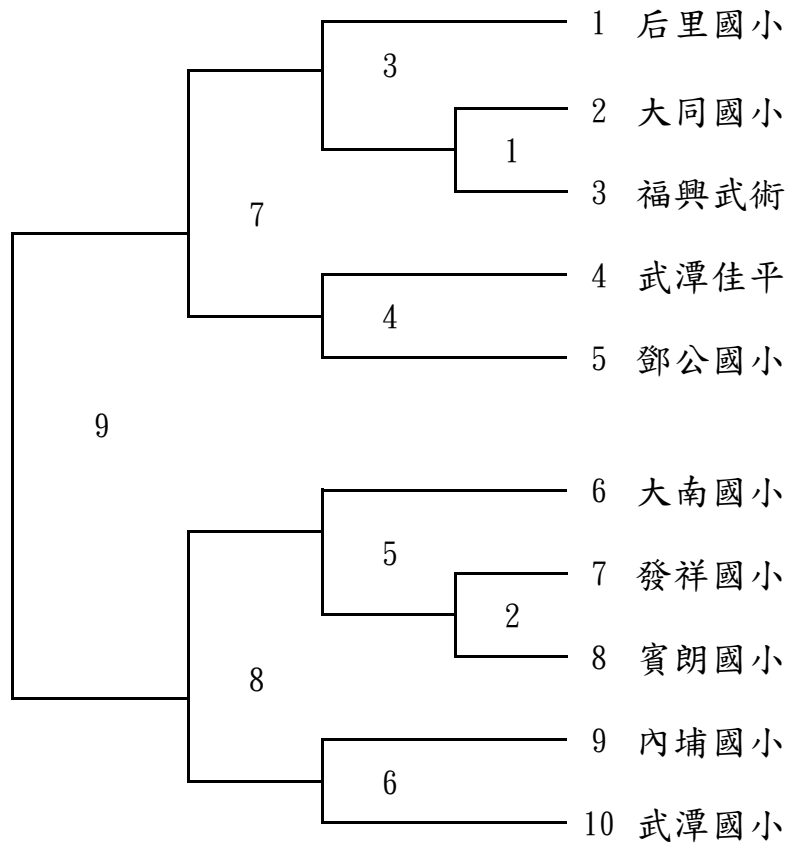 1 后里國小
3
2 大同國小
1
3 福興武術
7
4 武潭佳平
4
5 鄧公國小
9
6 大南國小
5
7 發祥國小
2
8 賓朗國小
8
9 內埔國小
6
10 武潭國小